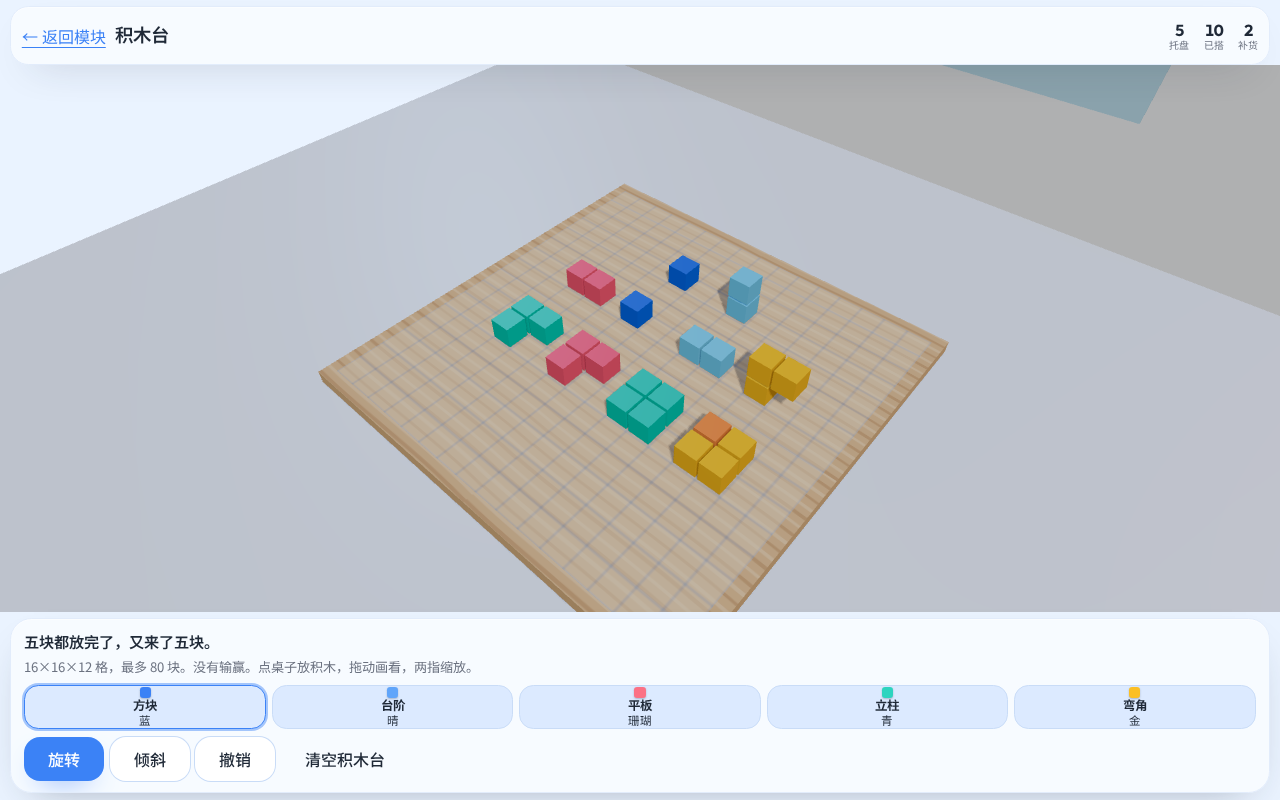 ← 返回模块 积木台
5 10 2
托盘 已搭 补货
五块都放完了，又来了五块。
16×16×12 格，最多 80 块。没有输赢。点桌子放积木，拖动画看，两指缩放。
方块 台阶 平板 立柱 弯角
蓝 晴 珊瑚 青 金
旋转 倾斜 撤销 清空积木台